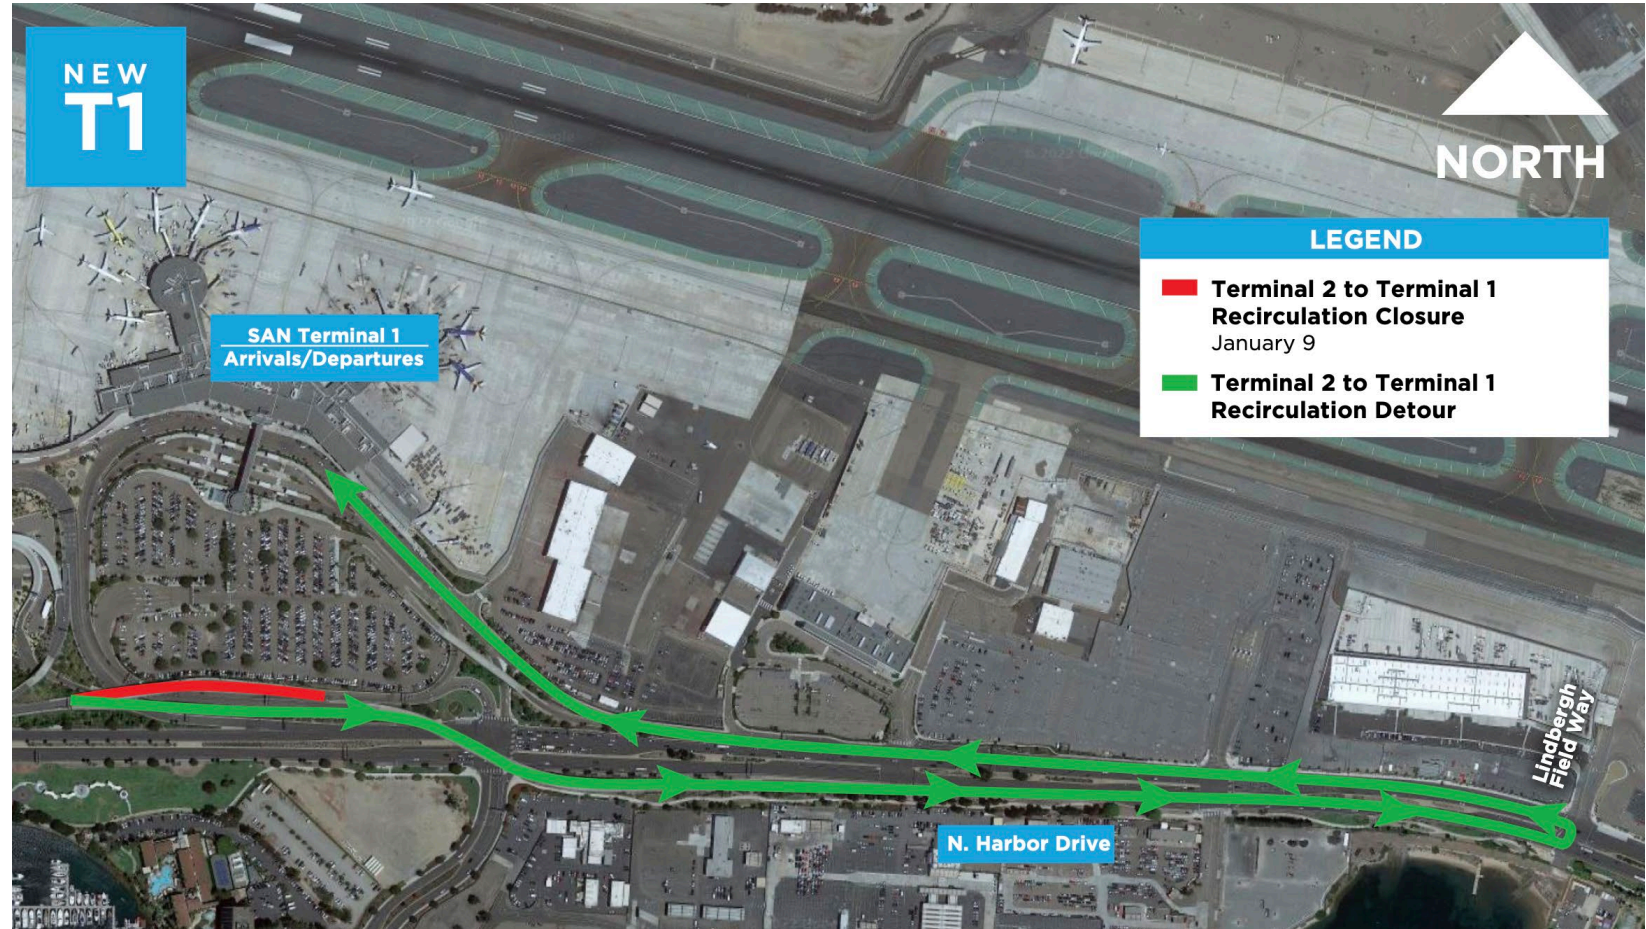 NEW
T1
NORTH
LEGEND
Terminal 2 to Terminal 1
Recirculation Closure
January 9
Terminal 2 to Terminal 1
Recirculation Detour
SAN Terminal 1
Arrivals/Departures
Lindbergh
Field Way
N. Harbor Drive